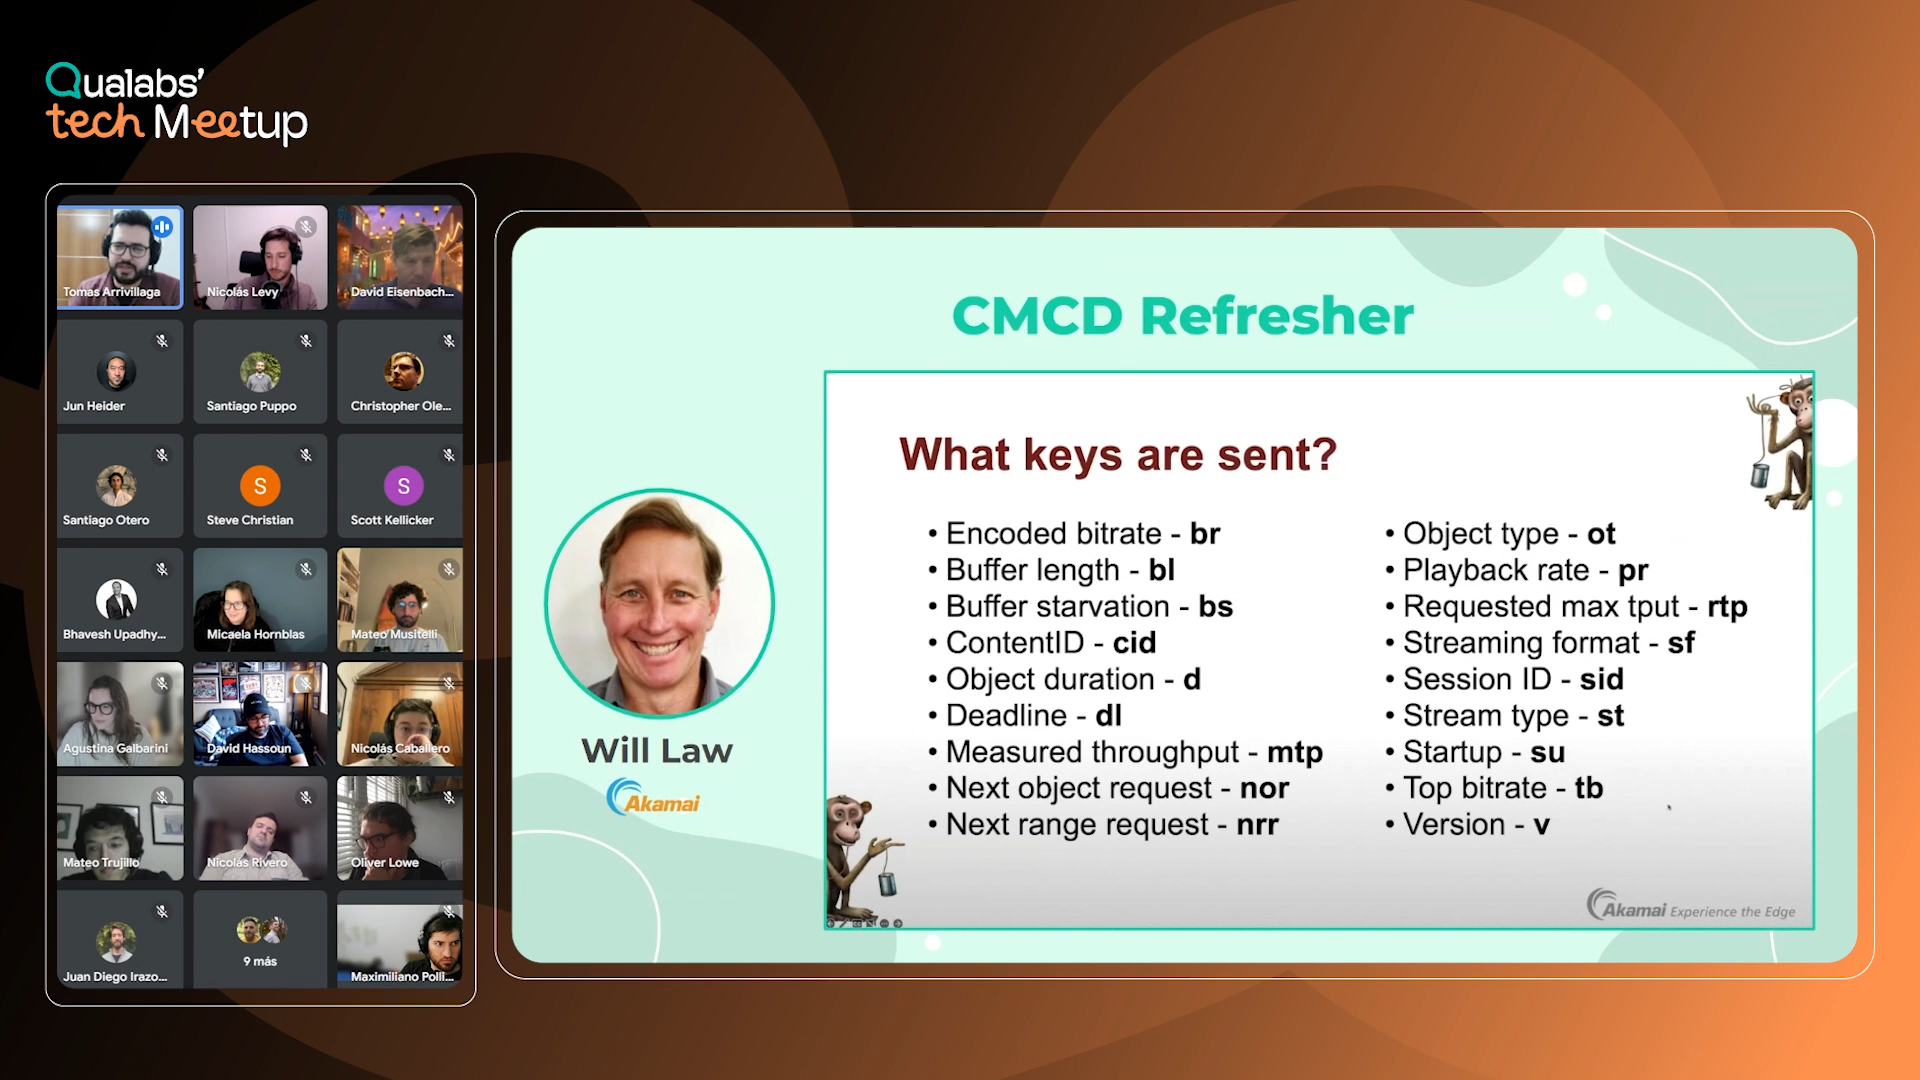 Qualabs'
tech Meetup
Tomas Arrivillaga
Nicolás Levy
David Eisenbach...
Jun Heider
Santiago Puppo
Christopher Ole...
Santiago Otero
S
Steve Christian
S
Scott Kellicker
Bhavesh Upadhy...
Micaela Hornblas
Mateo Musitelli
Agustina Galbarini
David Hassoun
Nicolás Caballero
Mateo Trujillo
Nicolás Rivero
Oliver Lowe
Juan Diego Irazo...
9 más
Maximiliano Polli...
CMCD Refresher
Will Law
Akamai
What keys are sent?
• Encoded bitrate - br
• Buffer length - bl
• Buffer starvation - bs
• ContentID - cid
• Object duration - d
• Deadline - dl
• Measured throughput - mtp
• Next object request - nor
• Next range request - nrr
• Object type - ot
• Playback rate - pr
• Requested max tput - rtp
• Streaming format - sf
• Session ID - sid
• Stream type - st
• Startup - su
• Top bitrate - tb
• Version - v
Akamai Experience the Edge